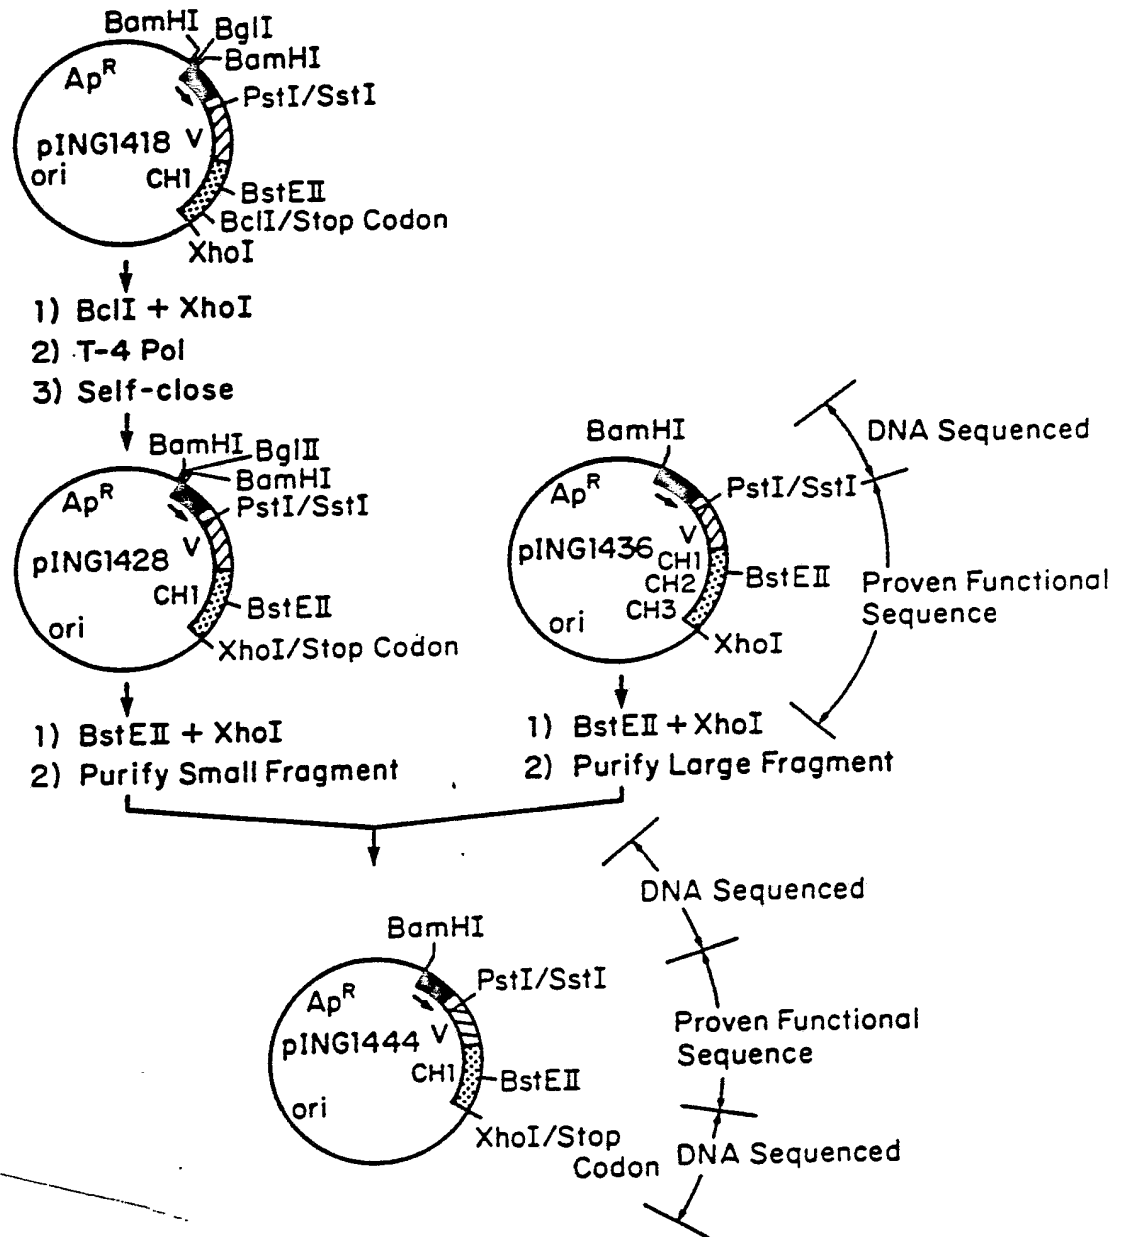 BamHI
BglI
BamHI
Ap^R
PstI/SstI
pING1418
V
ori
CH1
BstEII
BclI/Stop Codon
XhoI
1) BclI + XhoI
2) T-4 Pol
3) Self-close
BamHI
BglII
BamHI
Ap^R
PstI/SstI
pING1428
V
CH1
BstEII
ori
XhoI/Stop Codon
1) BstEII + XhoI
2) Purify Small Fragment
BamHI
DNA Sequenced
Ap^R
PstI/SstI
V
pING1436
CH1
CH2
CH3
BstEII
ori
XhoI
Proven Functional
Sequence
1) BstEII + XhoI
2) Purify Large Fragment
DNA Sequenced
BamHI
Ap^R
PstI/SstI
pING1444
V
CH1
BstEII
ori
XhoI/Stop
Codon
Proven Functional
Sequence
DNA Sequenced